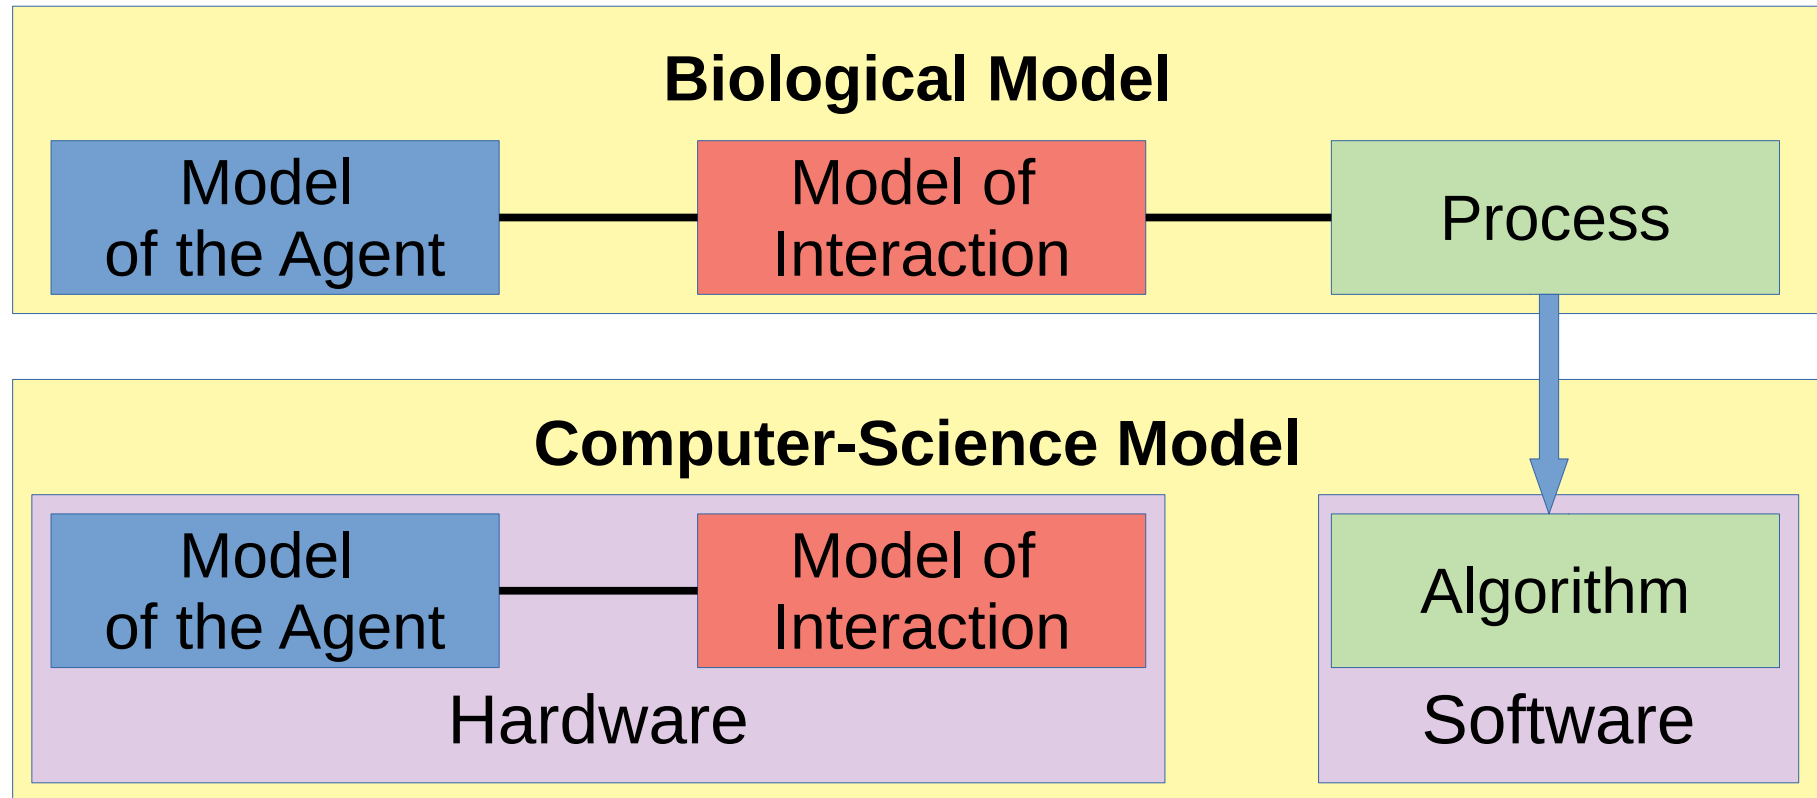 Biological Model
Model
of the Agent
Model of
Interaction
Process
Computer-Science Model
Model
of the Agent
Model of
Interaction
Algorithm
Hardware
Software